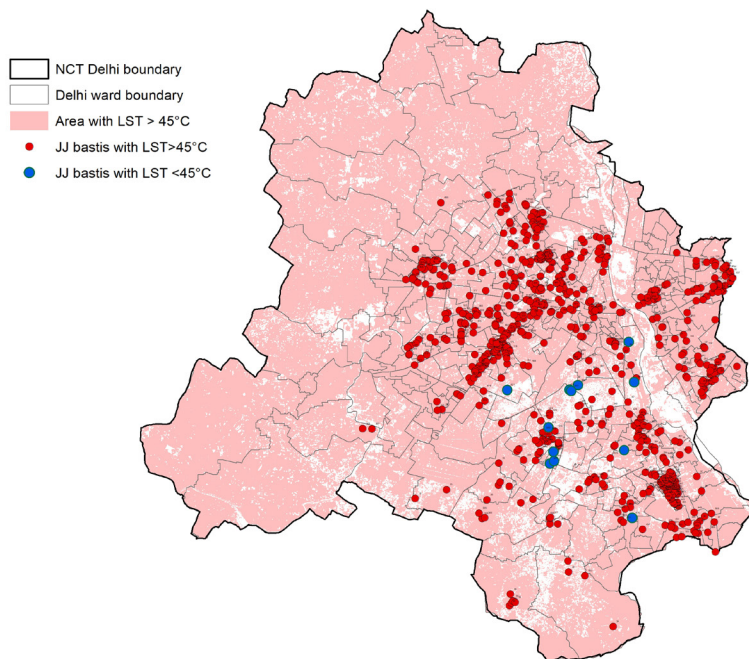 NCT Delhi boundary
Delhi ward boundary
Area with LST > 45°C
JJ bastis with LST>45°C
JJ bastis with LST <45°C